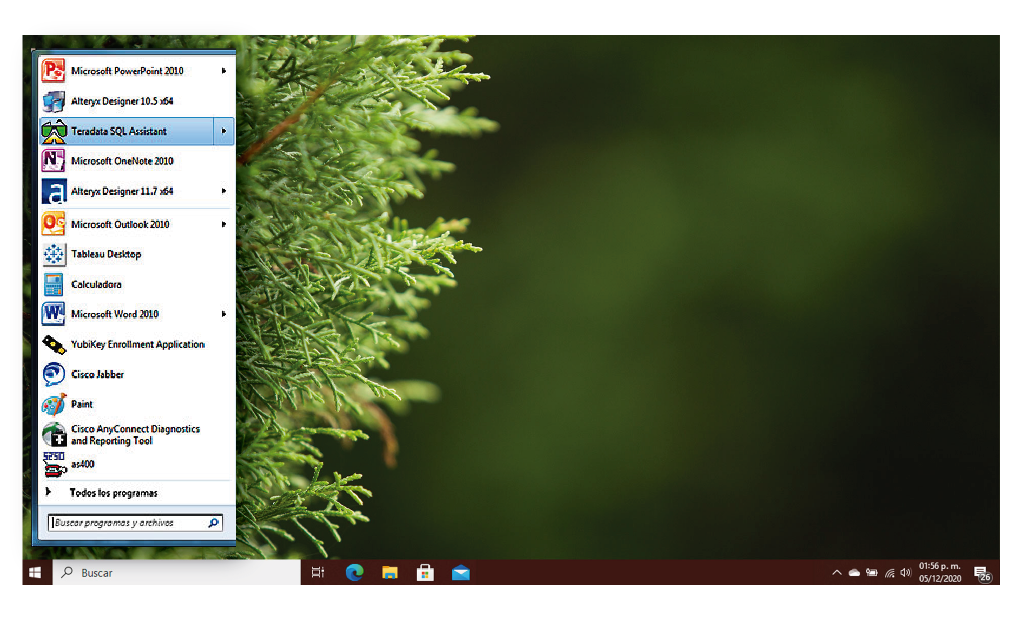 Microsoft PowerPoint 2010
Alteryx Designer 10.5 x64
Teradata SQL Assistant
Microsoft OneNote 2010
Alteryx Designer 11.7 x64
Microsoft Outlook 2010
Tableau Desktop
Calculadora
Microsoft Word 2010
YubiKey Enrollment Application
Cisco Jabber
Paint
Cisco AnyConnect Diagnostics
and Reporting Tool
5250
as400
Todos los programas
Buscar programas y archivos
Buscar
01:56 p. m.
05/12/2020
26